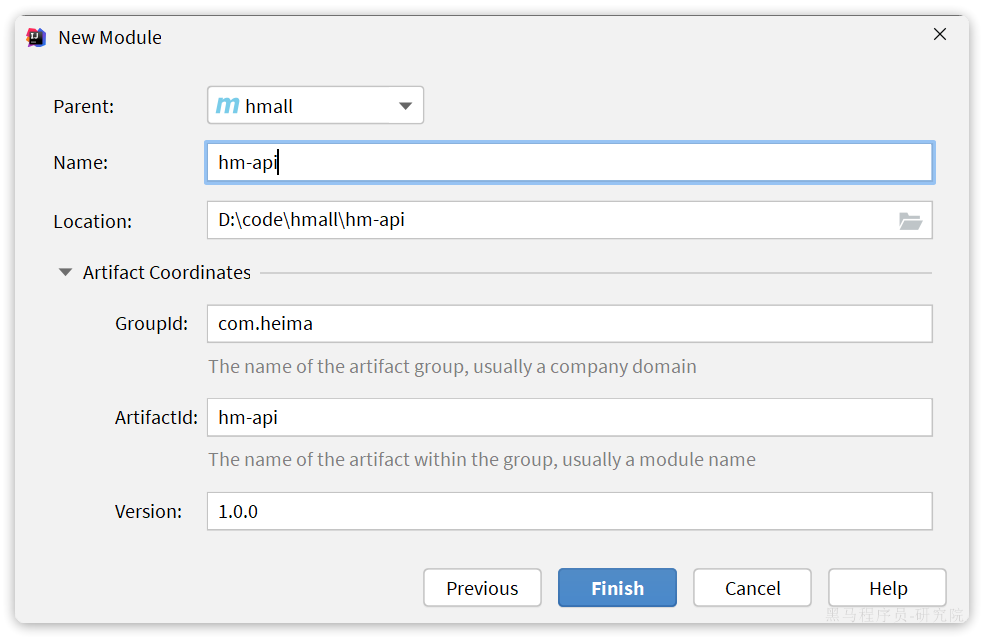 New Module
Parent: m hmall
Name: hm-api
Location: D:\code\hmall\hm-api
Artifact Coordinates
GroupId: com.heima
The name of the artifact group, usually a company domain
ArtifactId: hm-api
The name of the artifact within the group, usually a module name
Version: 1.0.0
Previous Finish Cancel Help
黑马程序员-研究院